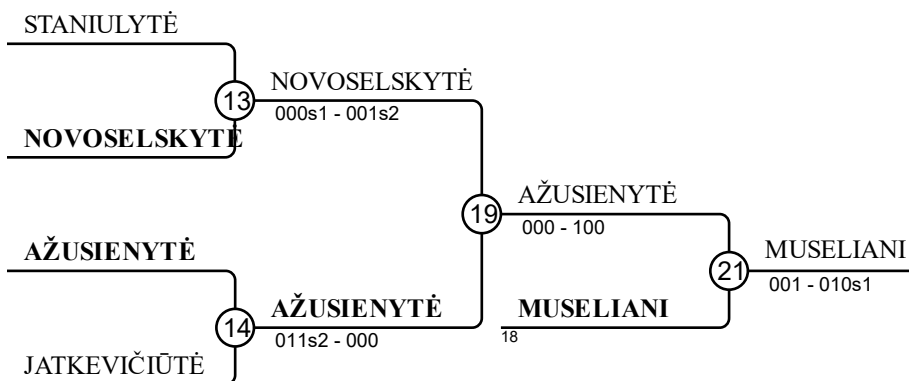 STANIULYTĖ
13
NOVOSELSKYTĖ
000s1 - 001s2
NOVOSELSKYTĖ
19
AŽUSIENYTĖ
000 - 100
AŽUSIENYTĖ
21
MUSELIANI
001 - 010s1
14
AŽUSIENYTĖ
011s2 - 000
MUSELIANI
18
JATKEVIČIŪTĖ